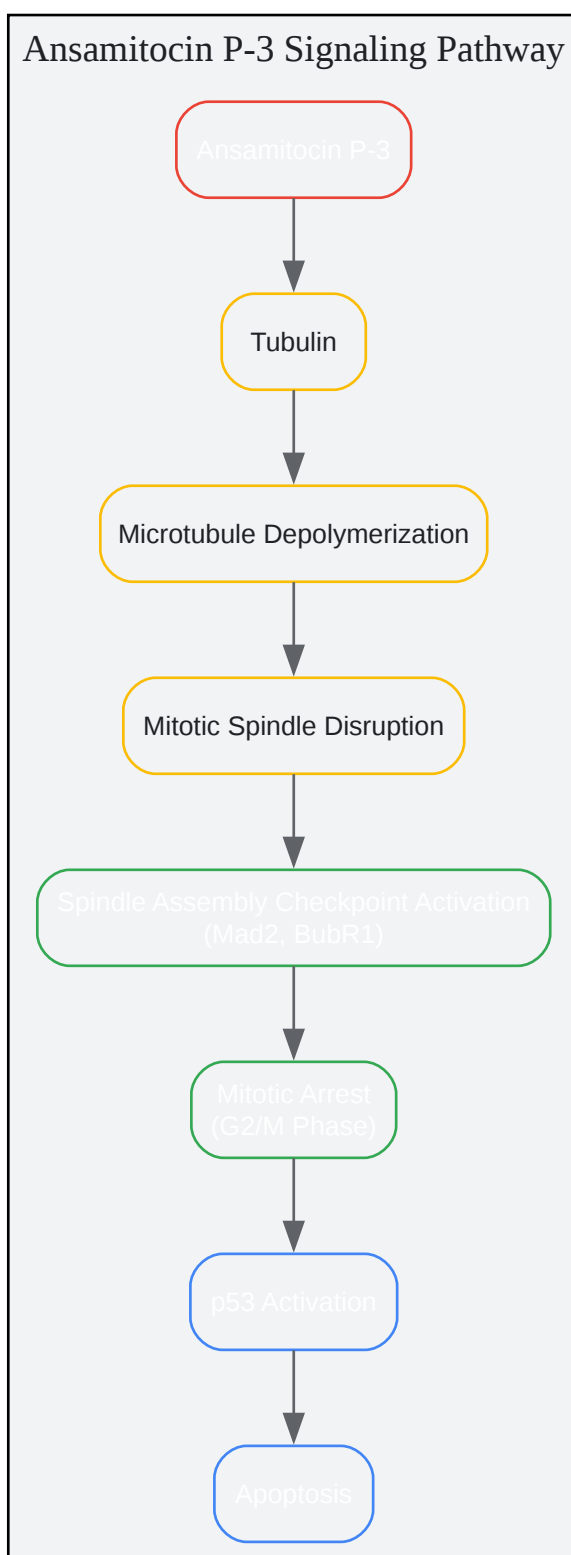 Ansamitocin P-3 Signaling Pathway
Ansamitocin P-3
Tubulin
Microtubule Depolymerization
Mitotic Spindle Disruption
Spindle Assembly Checkpoint Activation
(Mad2, BubR1)
Mitotic Arrest
(G2/M Phase)
p53 Activation
Apoptosis